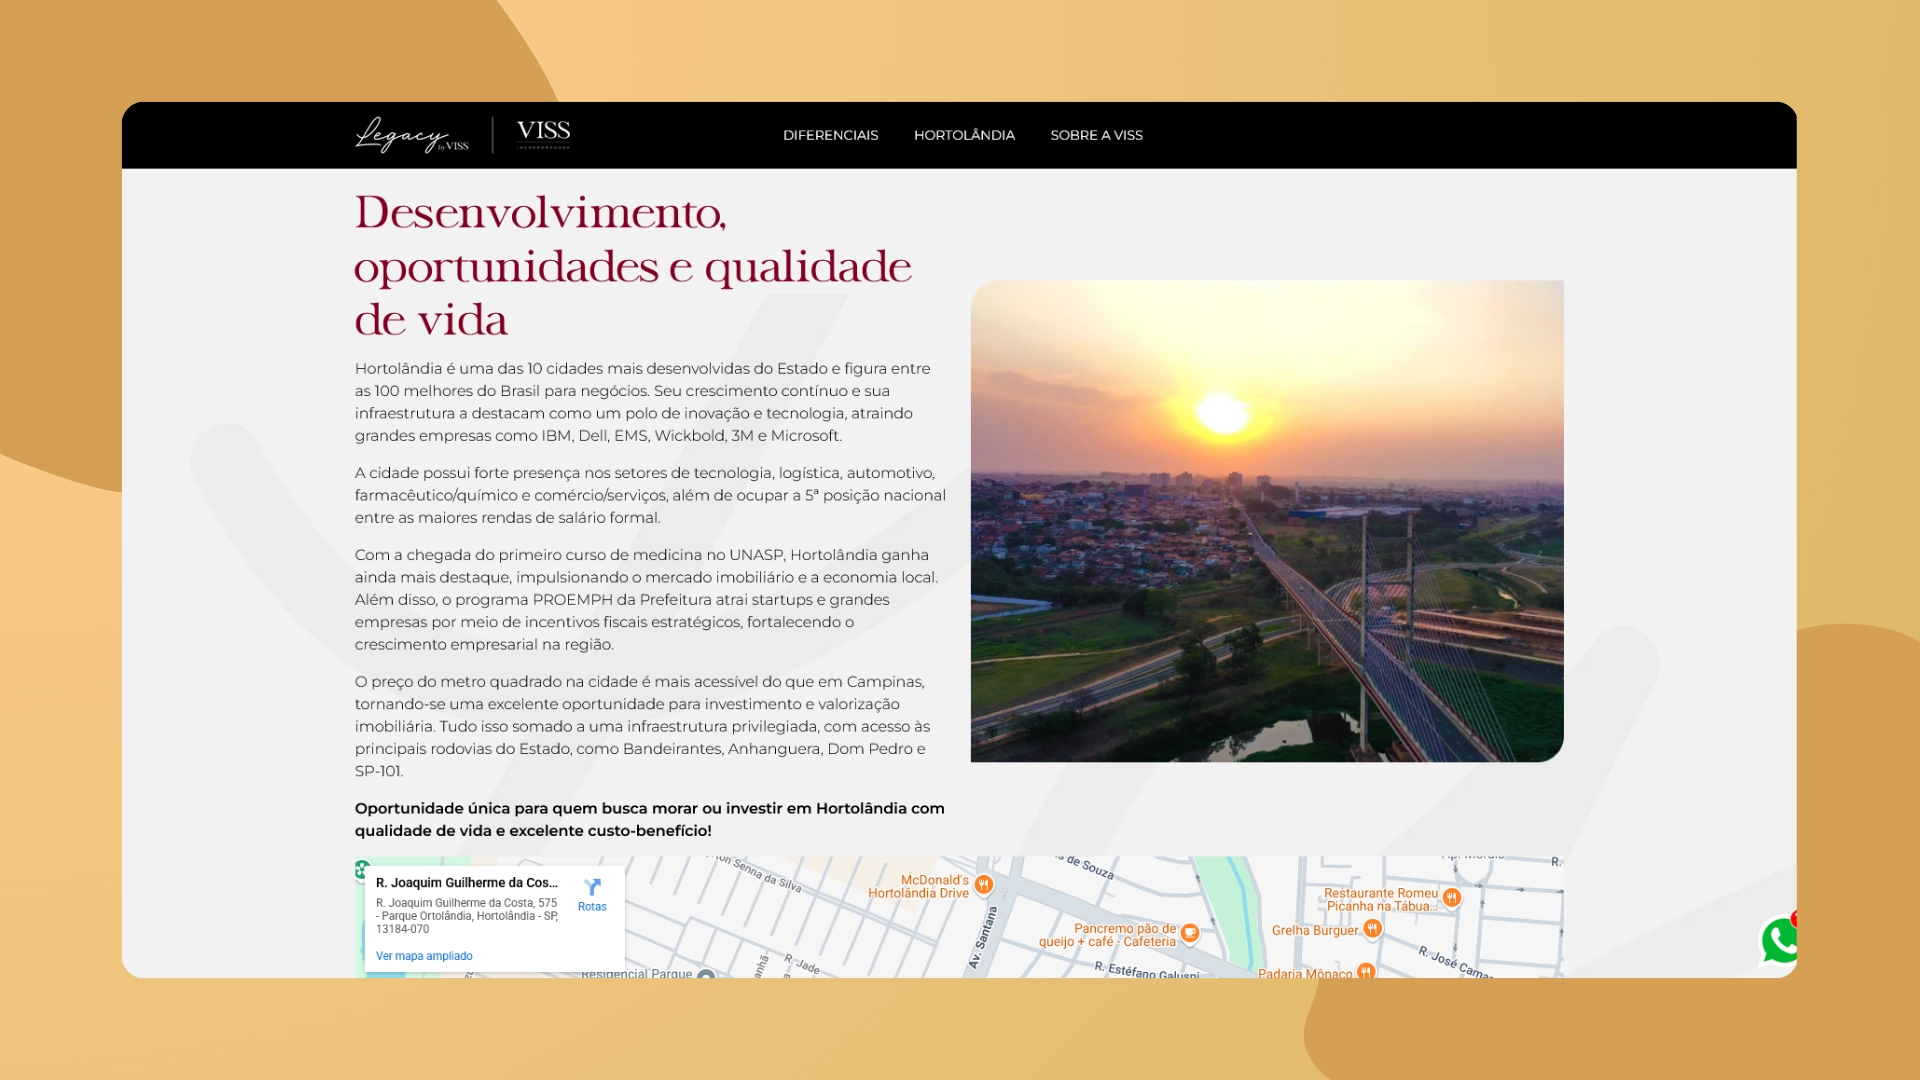 Legacy
by VISS
VISS
INCORPORADORA
DIFERENCIAIS
HORTOLÂNDIA
SOBRE A VISS
Desenvolvimento,
oportunidades e qualidade
de vida
Hortolândia é uma das 10 cidades mais desenvolvidas do Estado e figura entre
as 100 melhores do Brasil para negócios. Seu crescimento contínuo e sua
infraestrutura a destacam como um polo de inovação e tecnologia, atraindo
grandes empresas como IBM, Dell, EMS, Wickbold, 3M e Microsoft.
A cidade possui forte presença nos setores de tecnologia, logística, automotivo,
farmacêutico/químico e comércio/serviços, além de ocupar a 5ª posição nacional
entre as maiores rendas de salário formal.
Com a chegada do primeiro curso de medicina no UNASP, Hortolândia ganha
ainda mais destaque, impulsionando o mercado imobiliário e a economia local.
Além disso, o programa PROEMPH da Prefeitura atrai startups e grandes
empresas por meio de incentivos fiscais estratégicos, fortalecendo o
crescimento empresarial na região.
O preço do metro quadrado na cidade é mais acessível do que em Campinas,
tornando-se uma excelente oportunidade para investimento e valorização
imobiliária. Tudo isso somado a uma infraestrutura privilegiada, com acesso às
principais rodovias do Estado, como Bandeirantes, Anhanguera, Dom Pedro e
SP-101.
Oportunidade única para quem busca morar ou investir em Hortolândia com
qualidade de vida e excelente custo-benefício!
R. Joaquim Guilherme da Cos...
R. Joaquim Guilherme da Costa, 575
- Parque Ortolândia, Hortolândia - SP,
13184-070
Rotas
Ver mapa ampliado
Senna da Silva
McDonald's
Hortolândia Drive
de Souza
Av. Santana
Pancremo pão de
queijo + café - Cafeteria
Restaurante Romeu
Picanha na Tábua...
Grelha Burguer
R. Jade
Residencial Parque
R. Estéfano Galuspi
Padaria Mônaco
R. José Camar
R.